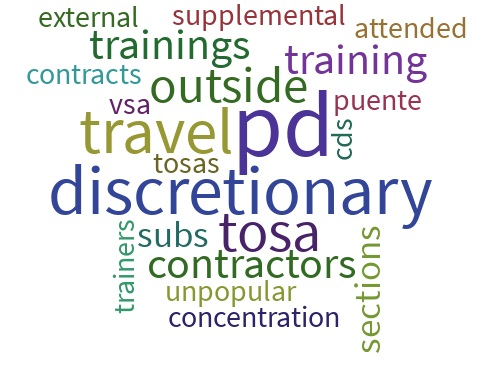 external
supplemental
attended
trainings
training
contracts
outside
vsa
puente
travel
pd
cds
tosas
discretionary
trainers
subs
tosa
sections
contractors
unpopular
concentration